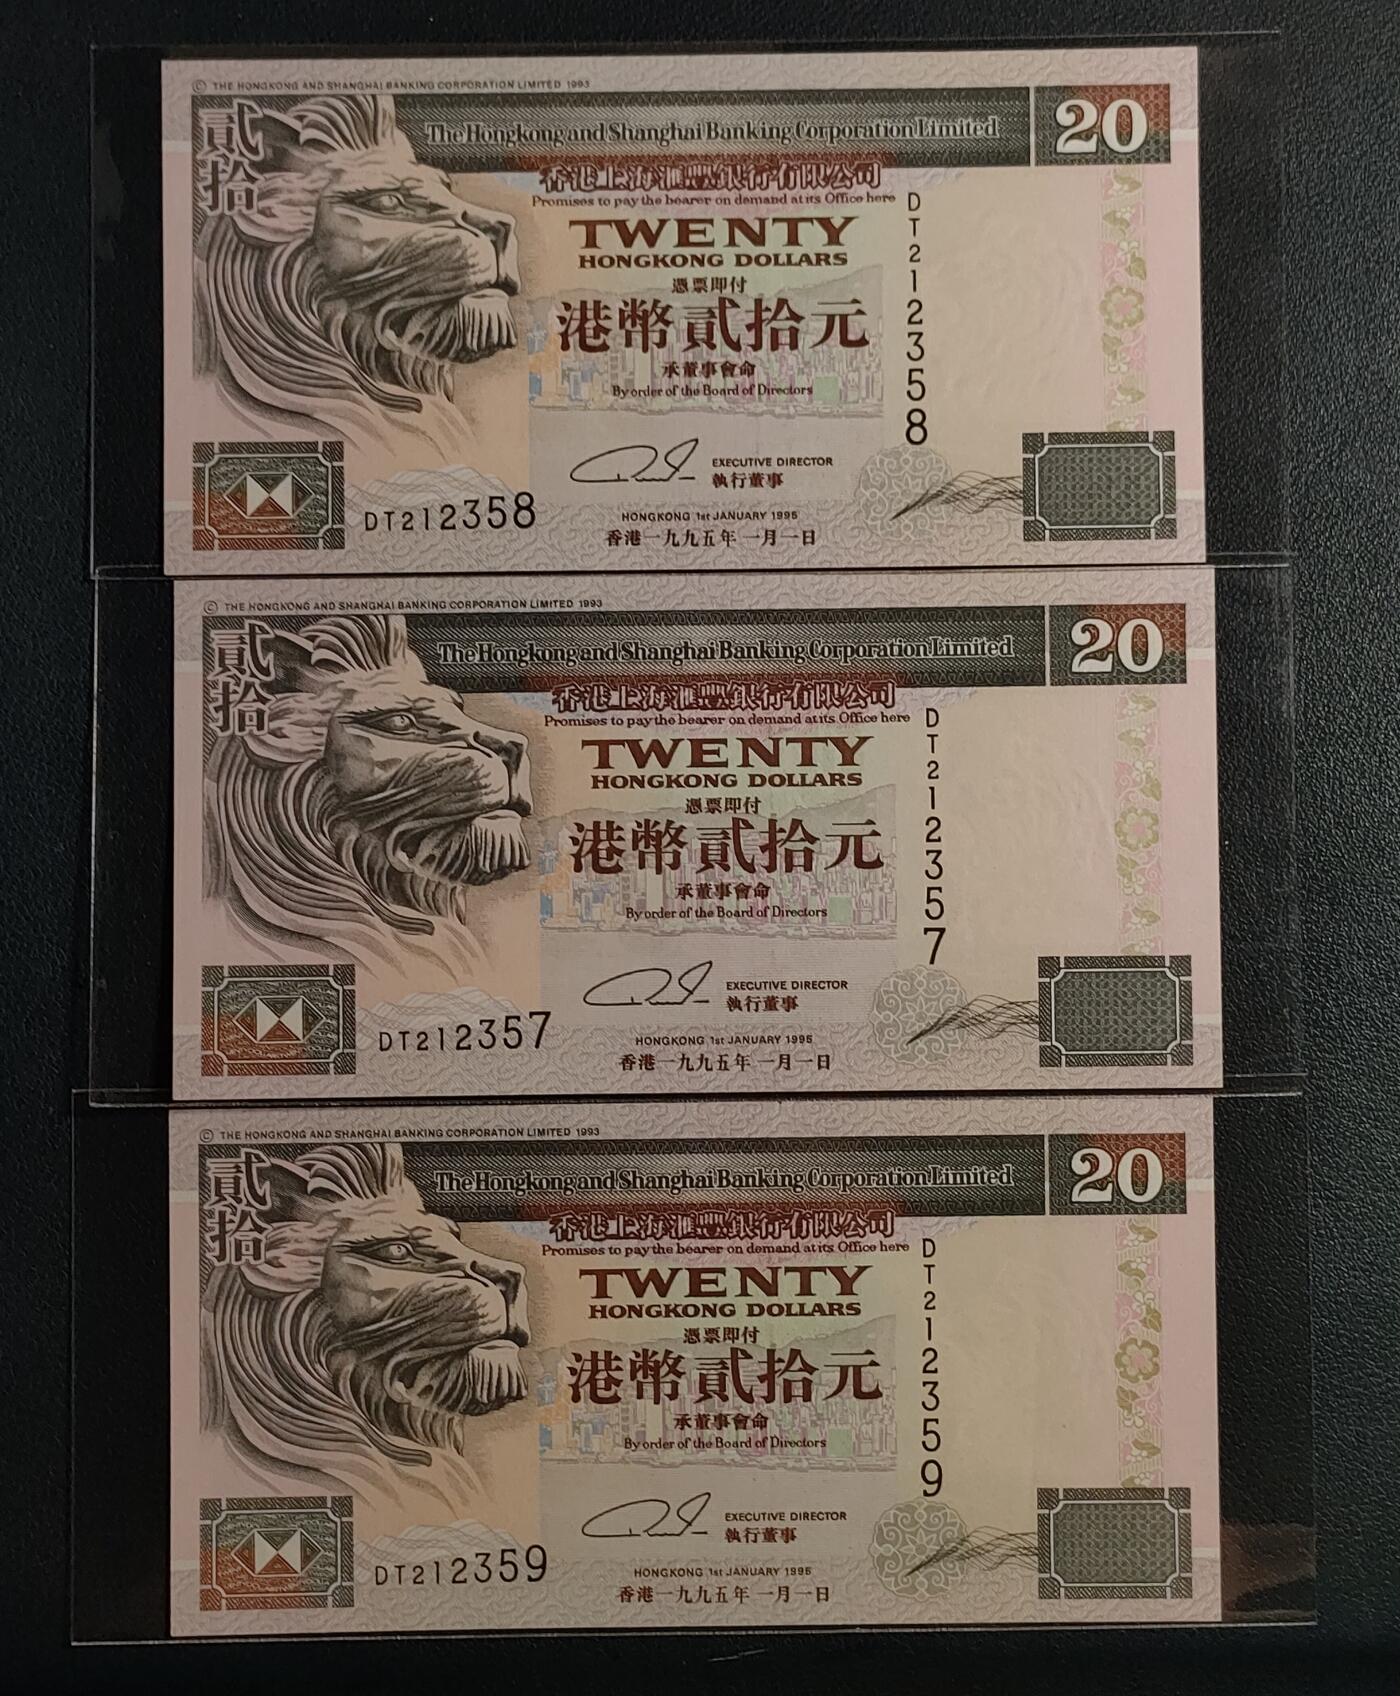 © THE HONGKONG AND SHANGHAI BANKING CORPORATION LIMITED 1993
貳拾
The Hongkong and Shanghai Banking Corporation Limited
20
香港上海滙豐銀行有限公司
Promises to pay the bearer on demand at its Office here
TWENTY
HONGKONG DOLLARS
憑票即付
港幣貳拾元
承董事會命
By order of the Board of Directors
DT212358
EXECUTIVE DIRECTOR
執行董事
DT212358
HONGKONG 1st JANUARY 1995
香港一九九五年一月一日
© THE HONGKONG AND SHANGHAI BANKING CORPORATION LIMITED 1993
貳拾
The Hongkong and Shanghai Banking Corporation Limited
20
香港上海滙豐銀行有限公司
Promises to pay the bearer on demand at its Office here
TWENTY
HONGKONG DOLLARS
憑票即付
港幣貳拾元
承董事會命
By order of the Board of Directors
DT212357
EXECUTIVE DIRECTOR
執行董事
DT212357
HONGKONG 1st JANUARY 1995
香港一九九五年一月一日
© THE HONGKONG AND SHANGHAI BANKING CORPORATION LIMITED 1993
貳拾
The Hongkong and Shanghai Banking Corporation Limited
20
香港上海滙豐銀行有限公司
Promises to pay the bearer on demand at its Office here
TWENTY
HONGKONG DOLLARS
憑票即付
港幣貳拾元
承董事會命
By order of the Board of Directors
DT212359
EXECUTIVE DIRECTOR
執行董事
DT212359
HONGKONG 1st JANUARY 1995
香港一九九五年一月一日